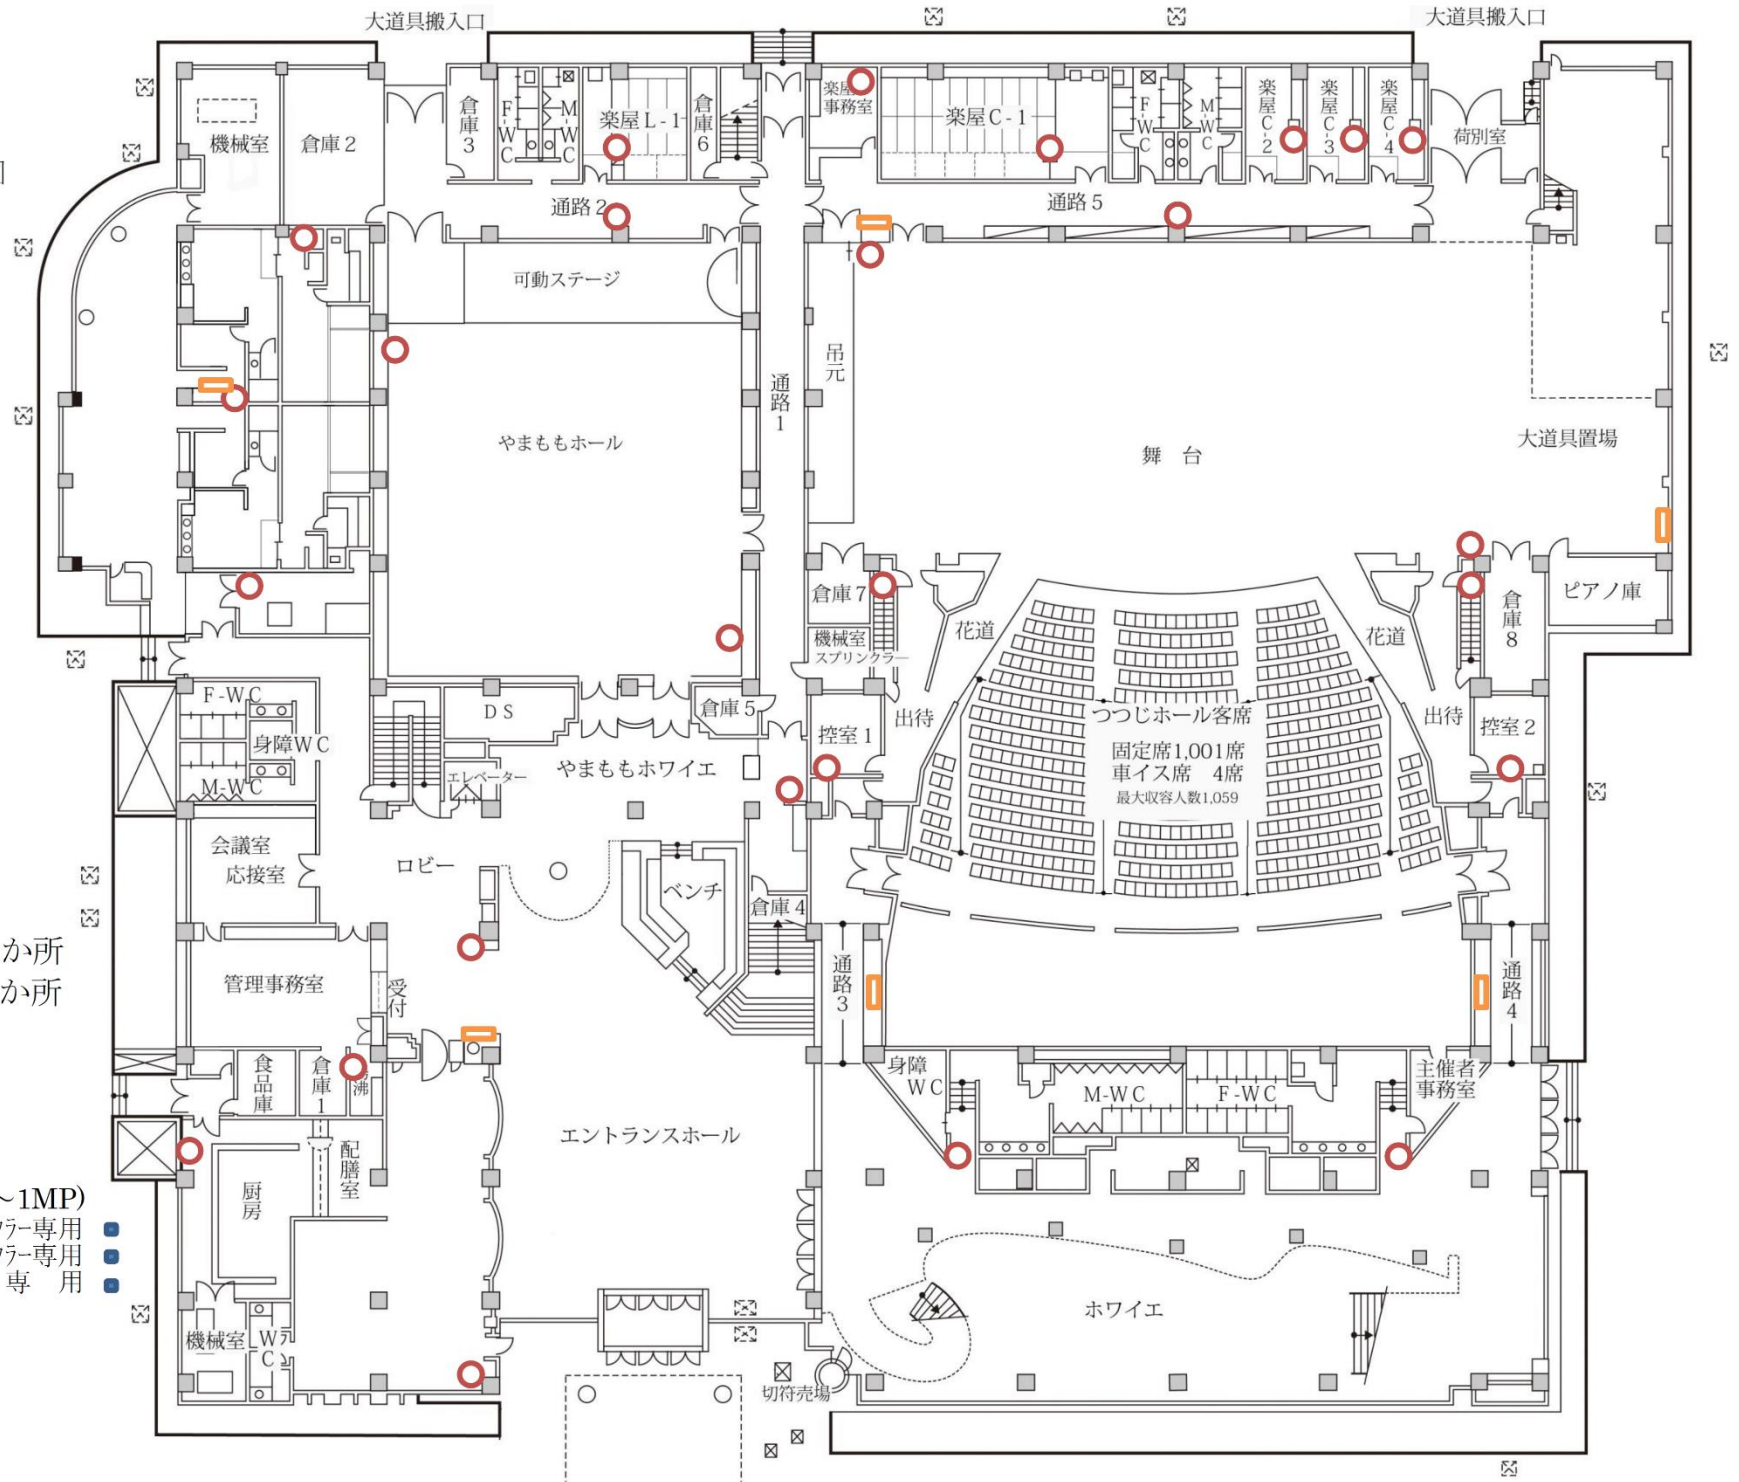 大道具搬入口
大道具搬入口
機械室
倉庫2
倉庫3
F-WC
M-WC
楽屋L-1
倉庫6
楽屋
事務室
楽屋C-1
F-WC
M-WC
楽屋C-2
楽屋C-3
楽屋C-4
荷別室
通路2
通路5
可動ステージ
吊元
通路1
やまももホール
舞 台
大道具置場
倉庫7
機械室
スプリンクラー
花道
花道
倉庫8
ピアノ庫
F-WC
身障WC
M-WC
DS
倉庫5
エレベーター
やまももホワイエ
控室1
出待
つつじホール客席
固定席1,001席
車イス席 4席
最大収容人数1,059
出待
控室2
会議室
応接室
ロビー
ベンチ
倉庫4
か所
か所
管理事務室
受付
通路3
通路4
食品庫
倉庫1
沸
身障
WC
M-WC
F-WC
主催者
事務室
エントランスホール
配膳室
厨房
～1MP)
ﾌﾗｰ専用
ﾌﾗｰ専用
専 用
機械室
WC
ホワイエ
切符売場